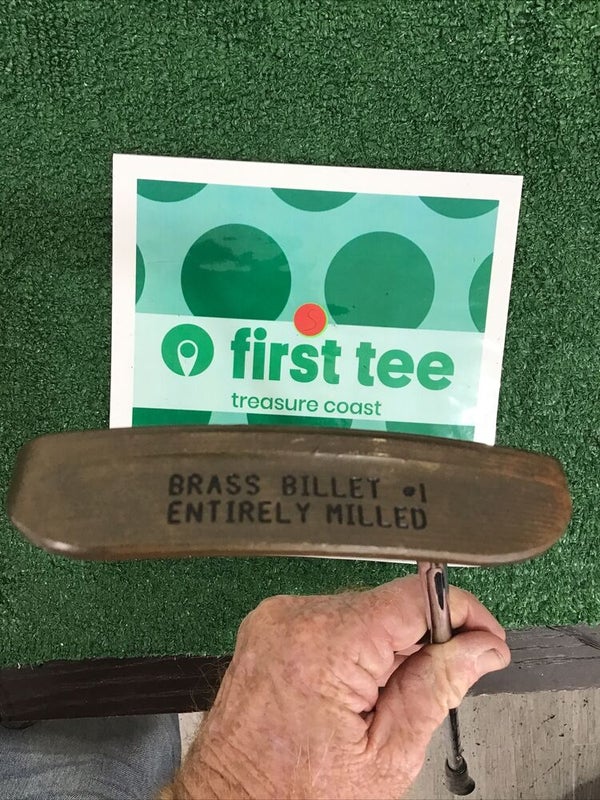 S
first tee
treasure coast
BRASS BILLET #1
ENTIRELY MILLED